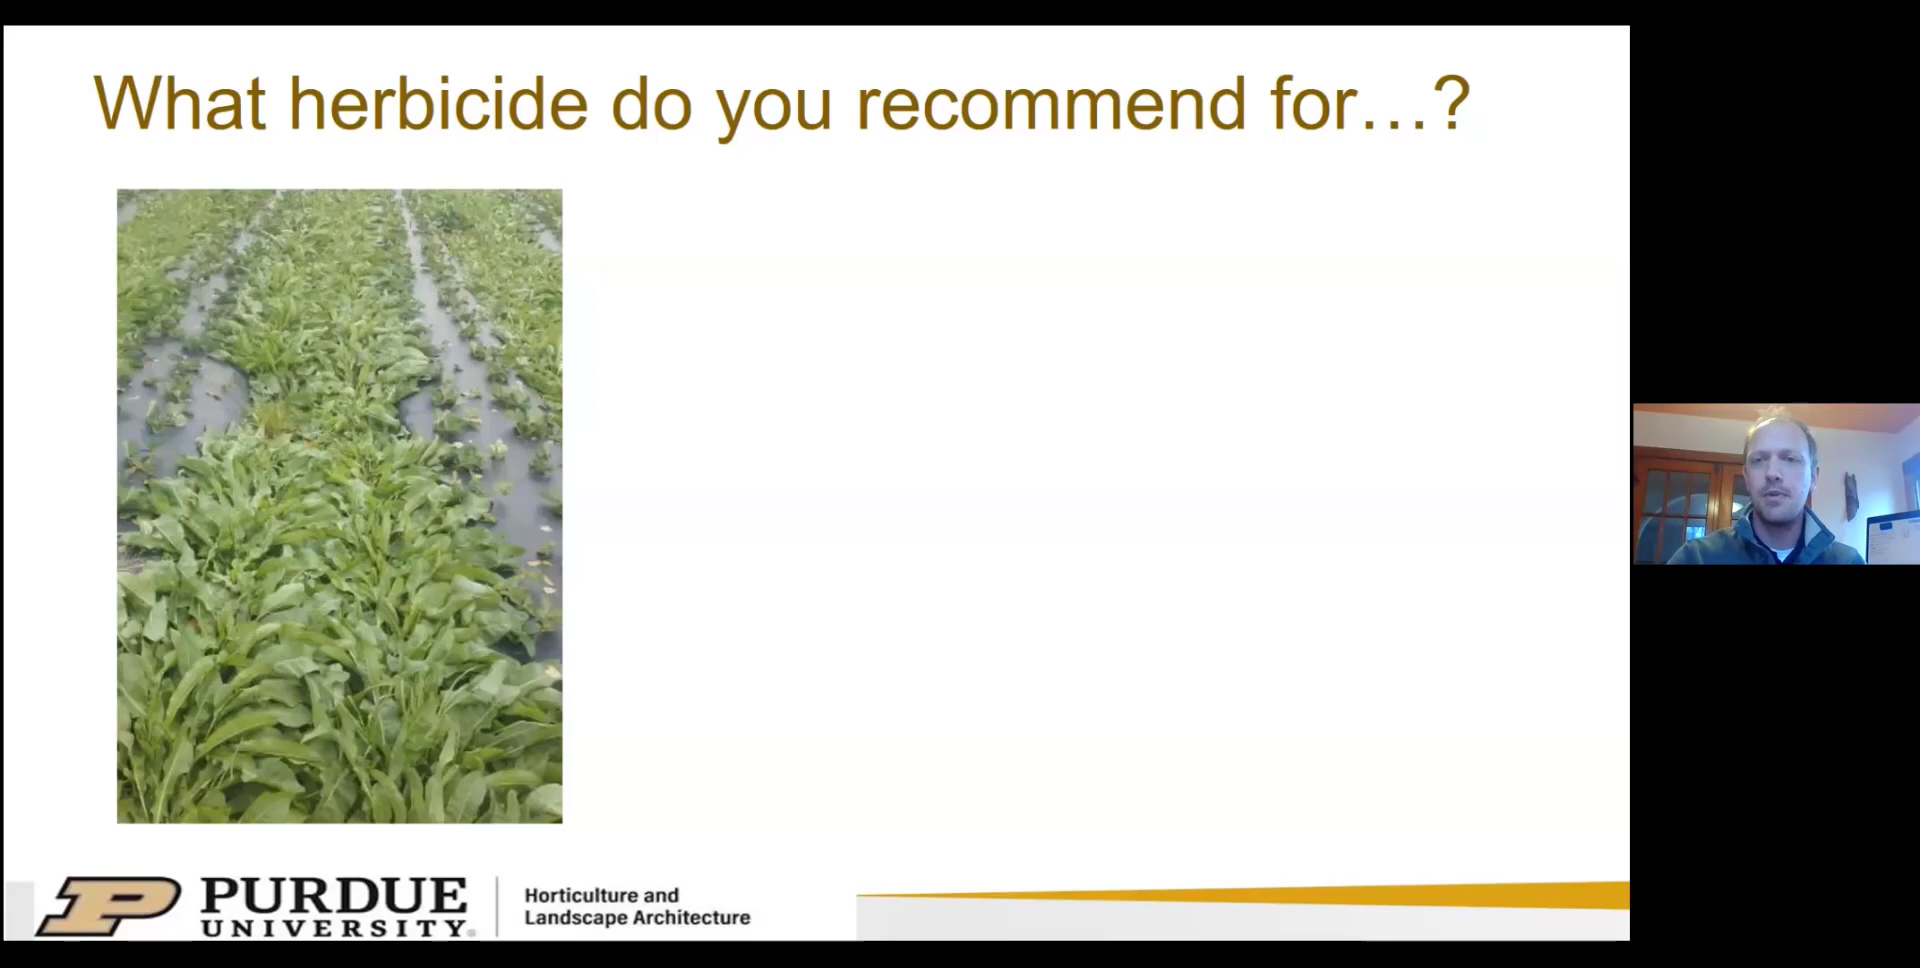 What herbicide do you recommend for…?
PURDUE
UNIVERSITY®
Horticulture and
Landscape Architecture